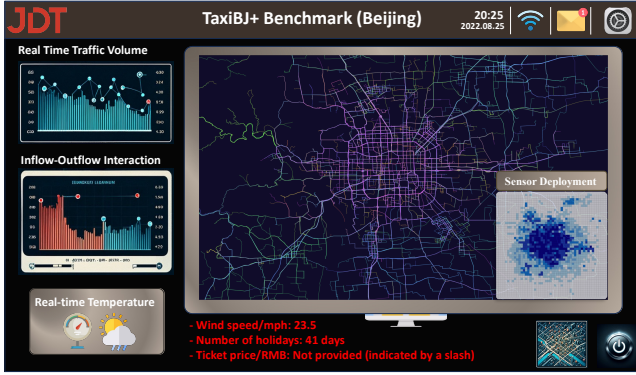 JDT
TaxiBJ+ Benchmark (Beijing)
20:25
2022.08.25
1
Real Time Traffic Volume
Inflow-Outflow Interaction
Sensor Deployment
Real-time Temperature
- Wind speed/mph: 23.5
- Number of holidays: 41 days
- Ticket price/RMB: Not provided (indicated by a slash)